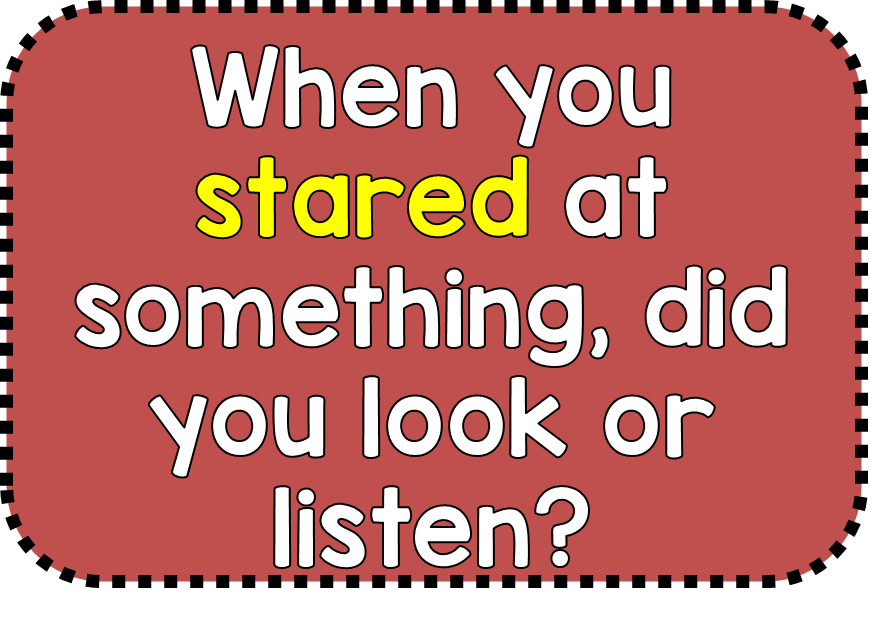 When you
stared at
something, did
you look or
listen?